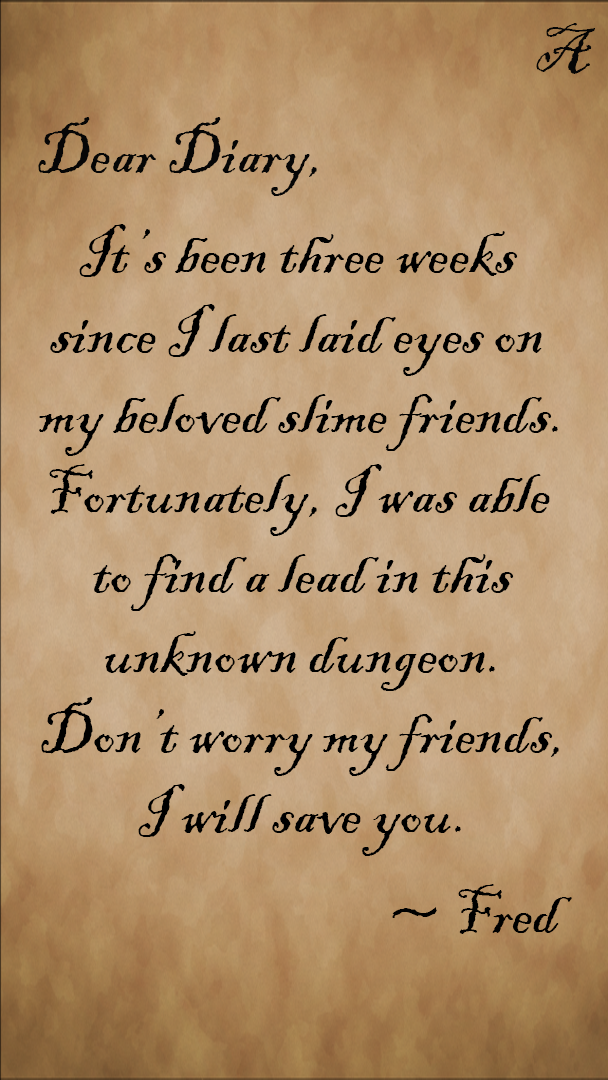 A
Dear Diary,
It's been three weeks
since I last laid eyes on
my beloved slime friends.
Fortunately, I was able
to find a lead in this
unknown dungeon.
Don't worry my friends,
I will save you.
~ Fred